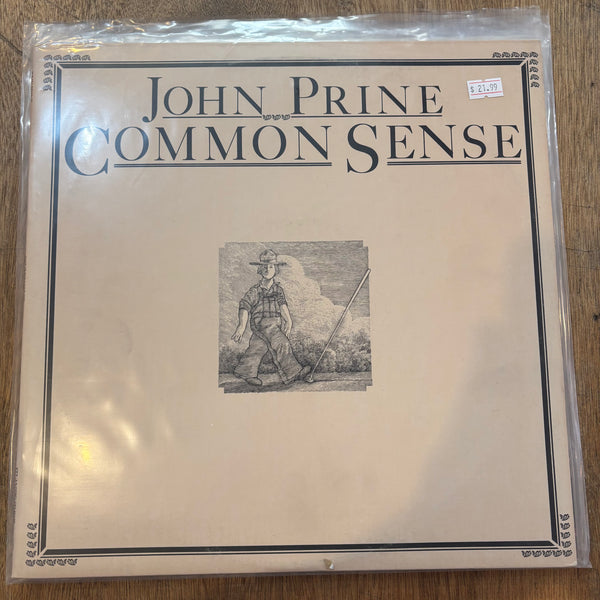 JOHN PRINE
$ 21.99
COMMON SENSE